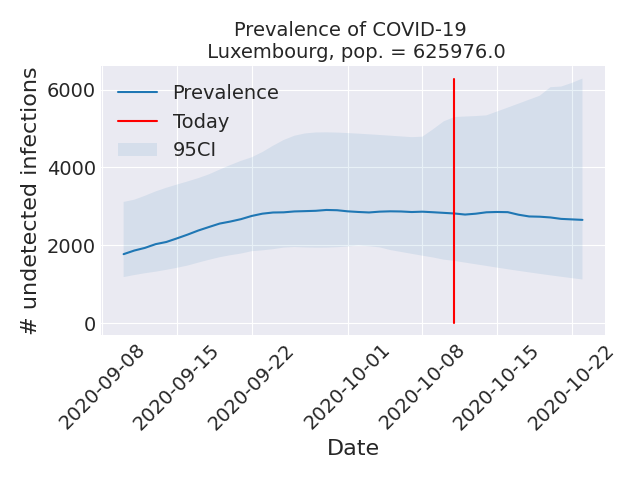 Prevalence of COVID-19
Luxembourg, pop. = 625976.0
# undetected infections
6000
4000
2000
0
Prevalence
Today
95CI
2020-09-08
2020-09-15
2020-09-22
2020-10-01
2020-10-08
2020-10-15
2020-10-22
Date